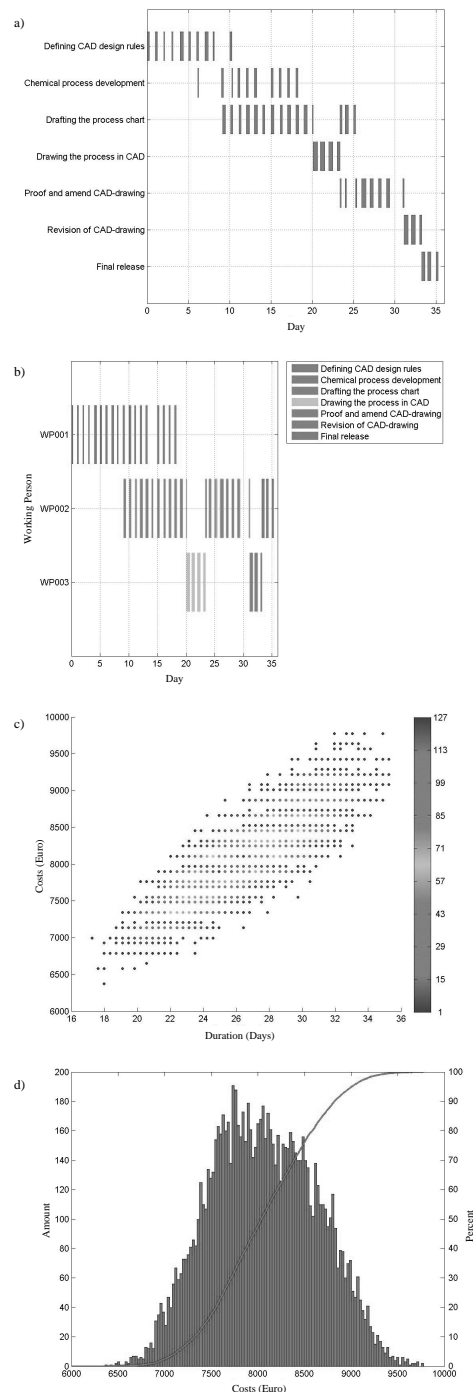 a)
Defining CAD design rules
Chemical process development
Drafting the process chart
Drawing the process in CAD
Proof and amend CAD-drawing
Revision of CAD-drawing
Final release
0 5 10 15 20 25 30 35
Day
b)
Defining CAD design rules
Chemical process development
Drafting the process chart
Drawing the process in CAD
Proof and amend CAD-drawing
Revision of CAD-drawing
Final release
WP001
WP002
WP003
Working Person
0 5 10 15 20 25 30 35
Day
c)
10000
9500
9000
8500
8000
7500
7000
6500
6000
Costs (Euro)
16 18 20 22 24 26 28 30 32 34 36
Duration (Days)
127
113
99
85
71
57
43
29
15
1
d)
200
180
160
140
120
100
80
60
40
20
0
Amount
100
90
80
70
60
50
40
30
20
10
0
Percent
6000 6500 7000 7500 8000 8500 9000 9500 10000
Costs (Euro)